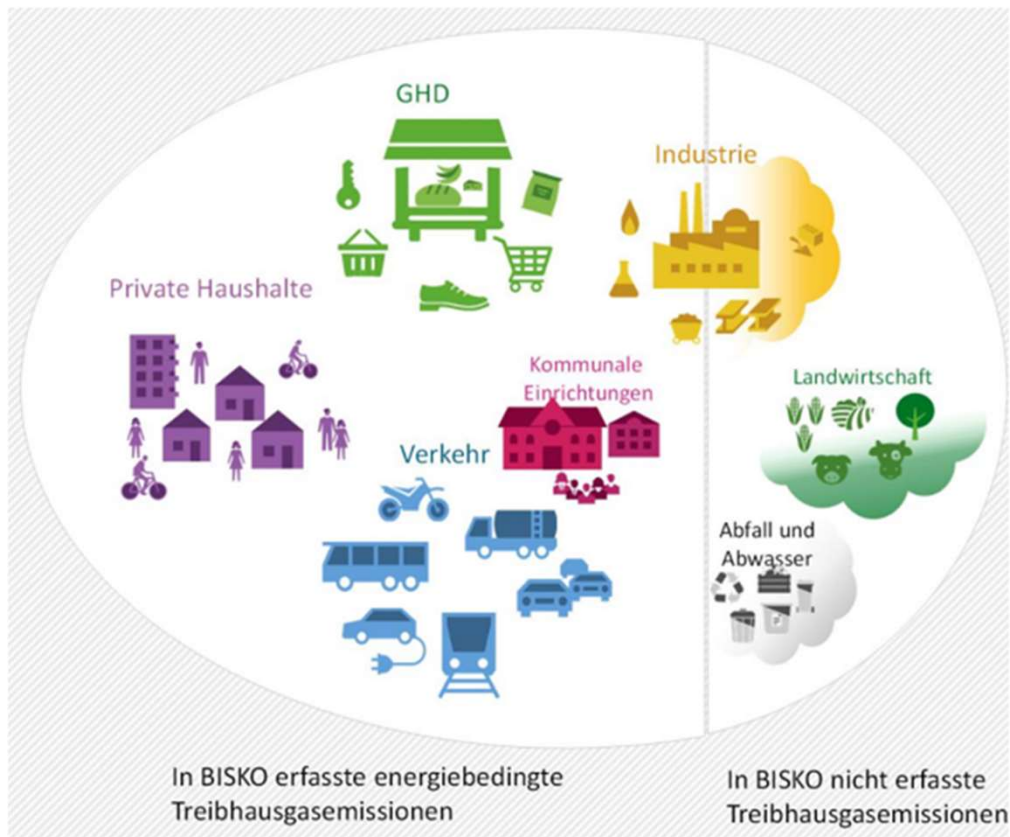 GHD
Industrie
Private Haushalte
Kommunale
Einrichtungen
Landwirtschaft
Verkehr
Abfall und
Abwasser
In BISKO erfasste energiebedingte
Treibhausgasemissionen
In BISKO nicht erfasste
Treibhausgasemissionen